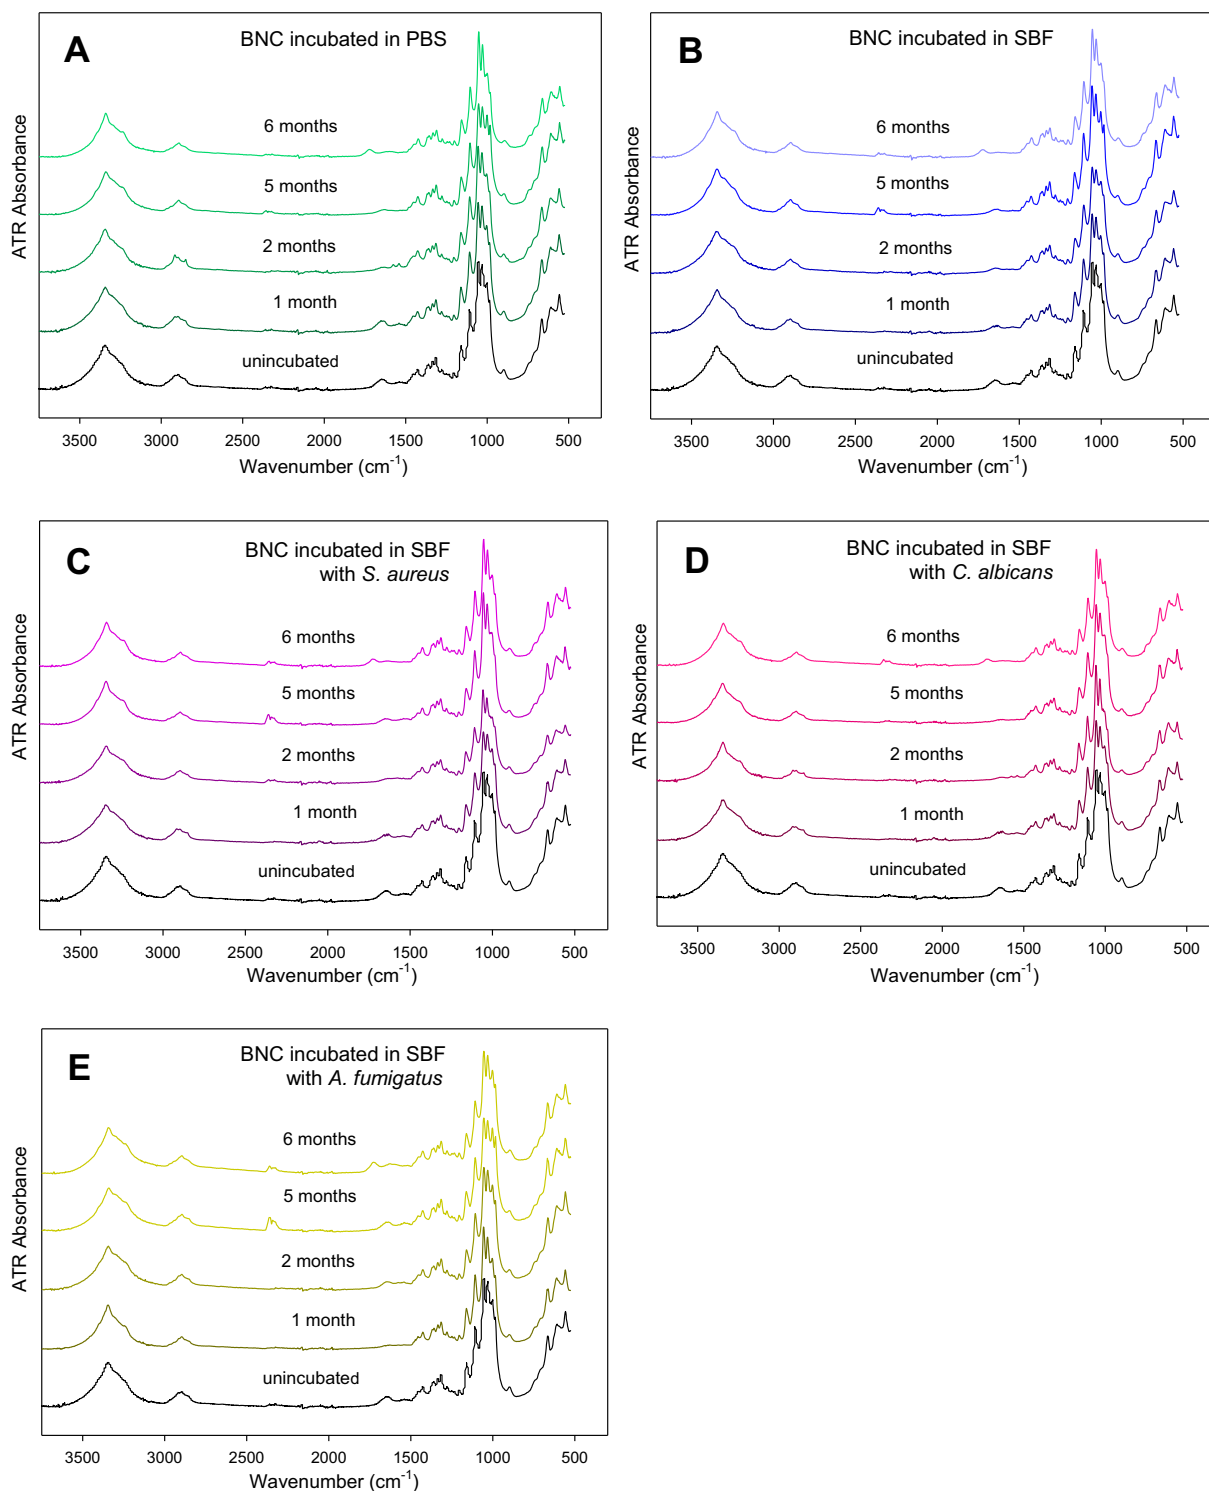 A
BNC incubated in PBS
6 months
5 months
2 months
1 month
unincubated
ATR Absorbance
3500 3000 2500 2000 1500 1000 500
Wavenumber (cm⁻¹)
B
BNC incubated in SBF
6 months
5 months
2 months
1 month
unincubated
ATR Absorbance
3500 3000 2500 2000 1500 1000 500
Wavenumber (cm⁻¹)
C
BNC incubated in SBF
with S. aureus
6 months
5 months
2 months
1 month
unincubated
ATR Absorbance
3500 3000 2500 2000 1500 1000 500
Wavenumber (cm⁻¹)
D
BNC incubated in SBF
with C. albicans
6 months
5 months
2 months
1 month
unincubated
ATR Absorbance
3500 3000 2500 2000 1500 1000 500
Wavenumber (cm⁻¹)
E
BNC incubated in SBF
with A. fumigatus
6 months
5 months
2 months
1 month
unincubated
ATR Absorbance
3500 3000 2500 2000 1500 1000 500
Wavenumber (cm⁻¹)